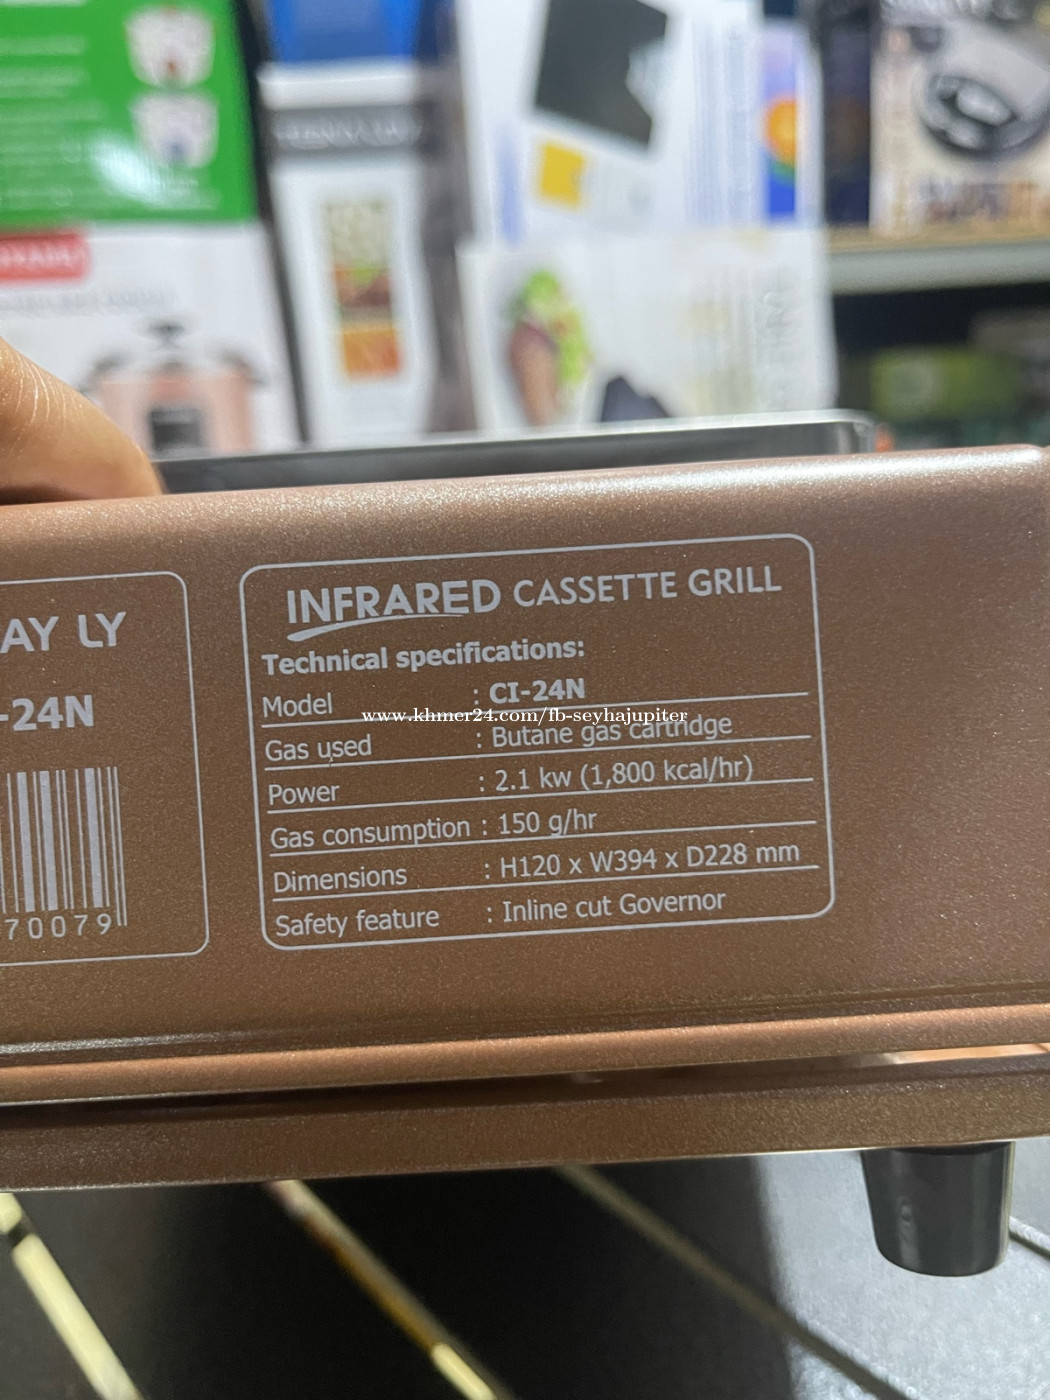 AY LY
-24N
70079
INFRARED CASSETTE GRILL
Technical specifications:
Model : CI-24N
www.khmer24.com/fb-seyhajupiter
Gas used : Butane gas cartridge
Power : 2.1 kw (1,800 kcal/hr)
Gas consumption : 150 g/hr
Dimensions : H120 x W394 x D228 mm
Safety feature : Inline cut Governor